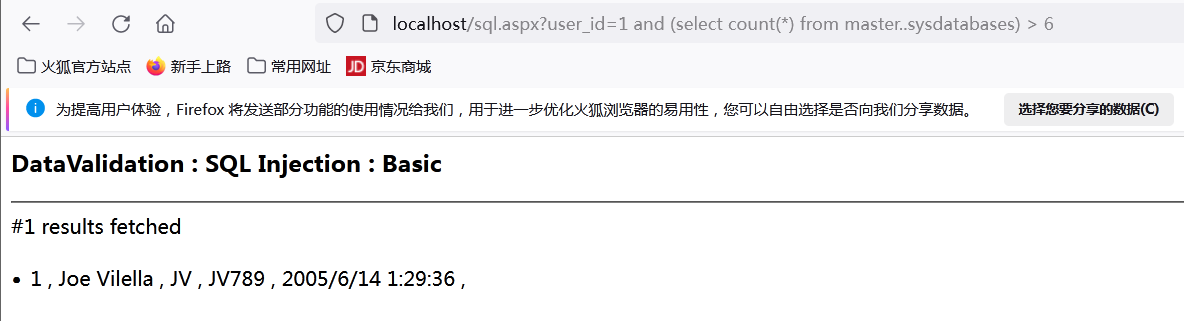 localhost/sql.aspx?user_id=1 and (select count(*) from master..sysdatabases) > 6
火狐官方站点 新手上路 常用网址 JD 京东商城
i 为提高用户体验，Firefox 将发送部分功能的使用情况给我们，用于进一步优化火狐浏览器的易用性，您可以自由选择是否向我们分享数据。 选择您要分享的数据(C)
DataValidation : SQL Injection : Basic
#1 results fetched
• 1 , Joe Vilella , JV , JV789 , 2005/6/14 1:29:36 ,